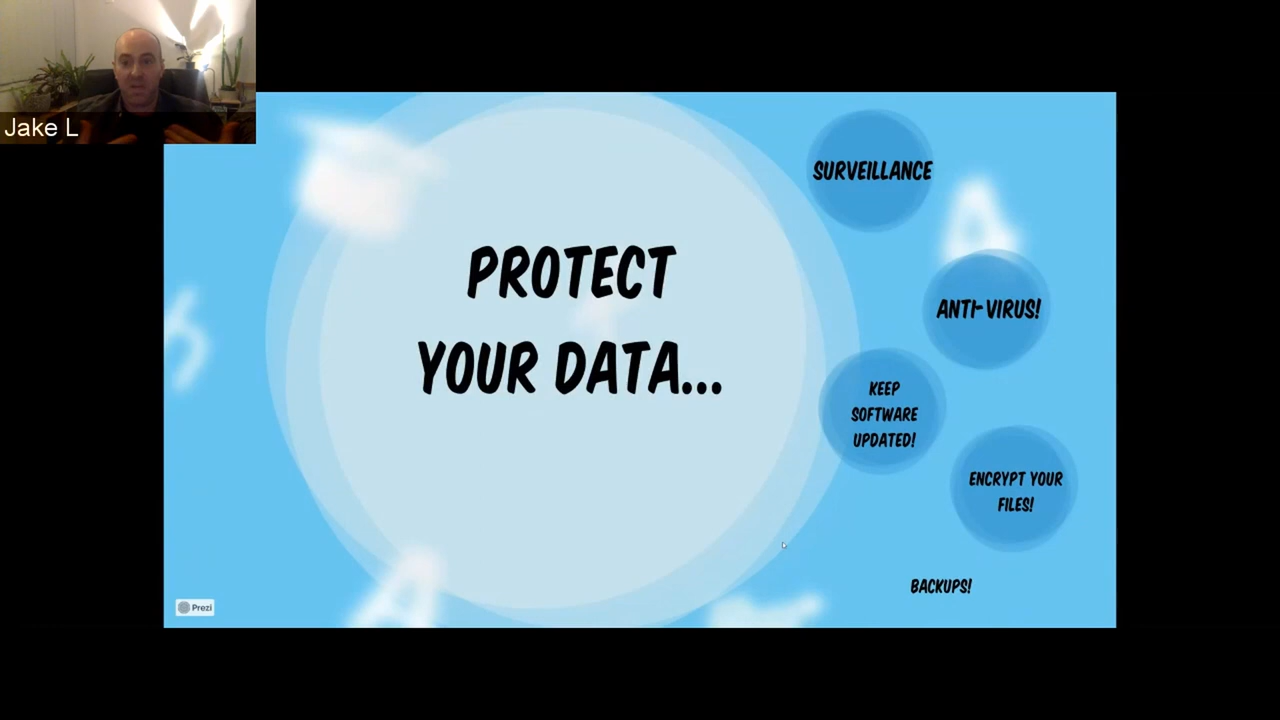 Jake L
PROTECT
YOUR DATA...
SURVEILLANCE
ANTI-VIRUS!
KEEP
SOFTWARE
UPDATED!
ENCRYPT YOUR
FILES!
BACKUPS!
Prezi